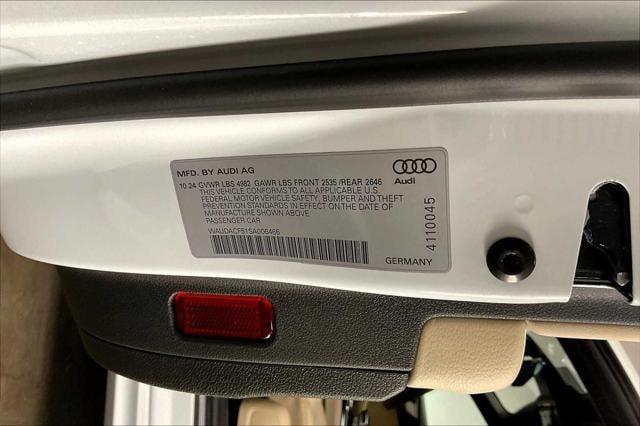 MFD. BY AUDI AG
10.24 GVWR LBS 4982 GAWR LBS FRONT 2535 /REAR 2646
THIS VEHICLE CONFORMS TO ALL APPLICABLE U.S.
FEDERAL MOTOR VEHICLE SAFETY, BUMPER AND THEFT
PREVENTION STANDARDS IN EFFECT ON THE DATE OF
MANUFACTURE SHOWN ABOVE
PASSENGER CAR
WAUDACF51SA006466
Audi
4110045
GERMANY